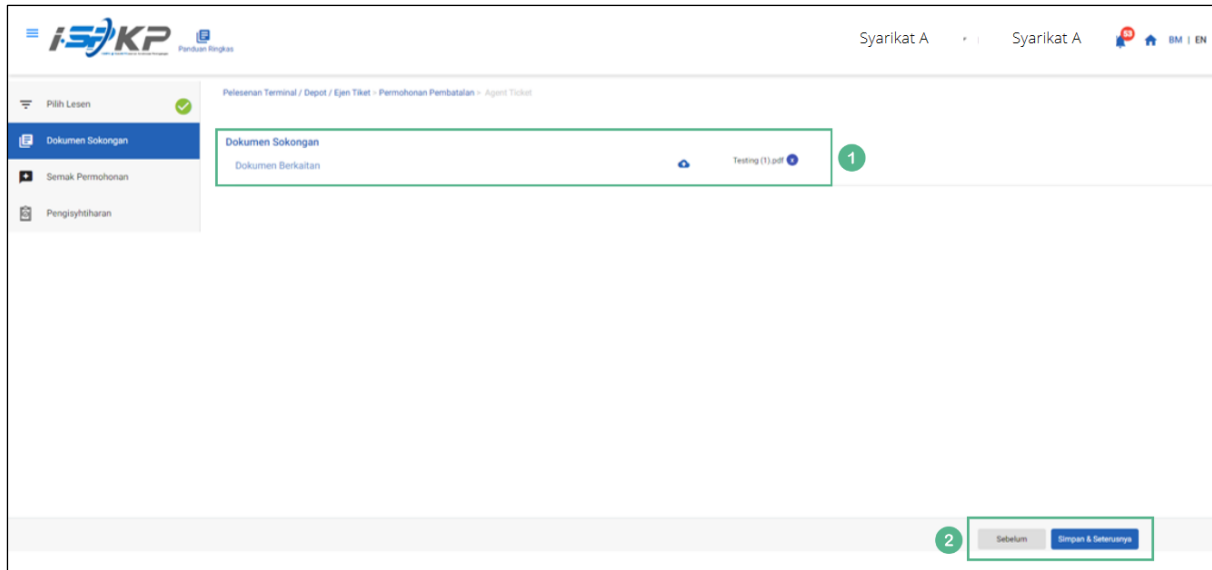 i-SPKP
Panduan Ringkas
Syarikat A
Syarikat A
53
BM | EN
Pilih Lesen
Dokumen Sokongan
Semak Permohonan
Pengisyhtiharan
Pelesenan Terminal / Depot / Ejen Tiket > Permohonan Pembatalan > Agent Ticket
Dokumen Sokongan
Dokumen Berkaitan
Testing (1).pdf
x
1
2
Sebelum
Simpan & Seterusnya